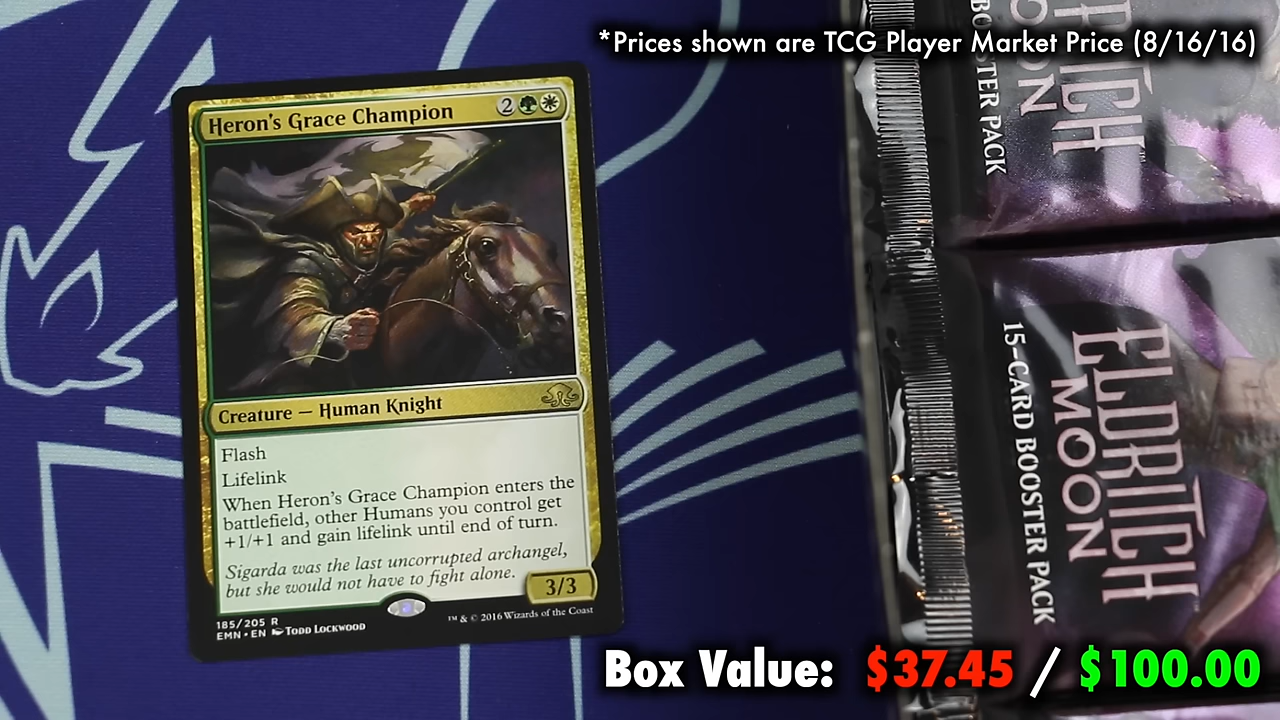 *Prices shown are TCG Player Market Price (8/16/16)
Heron's Grace Champion
2
Creature — Human Knight
Flash
Lifelink
When Heron's Grace Champion enters the
battlefield, other Humans you control get
+1/+1 and gain lifelink until end of turn.
Sigarda was the last uncorrupted archangel,
but she would not have to fight alone.
3/3
185/205 R
EMN • EN Todd Lockwood
™ & © 2016 Wizards of the Coast
BOOSTER PACK
ELDRITCH
MOON
15-CARD BOOSTER PACK
Box Value: $37.45 / $100.00